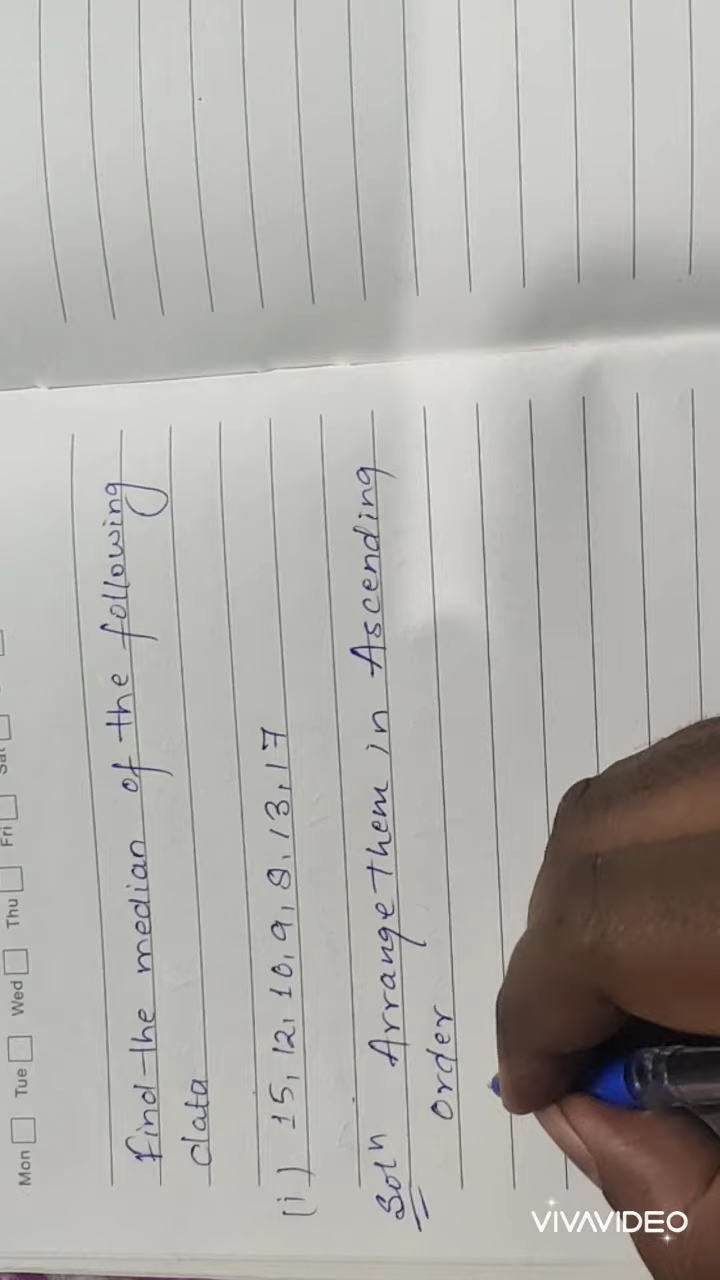 Mon Tue Wed Thu Fri Sat
Find the median of the following
data
(i) 15, 12, 10, 9, 8, 13, 17
Solⁿ Arrange them in Ascending
order
VIVAVIDEO